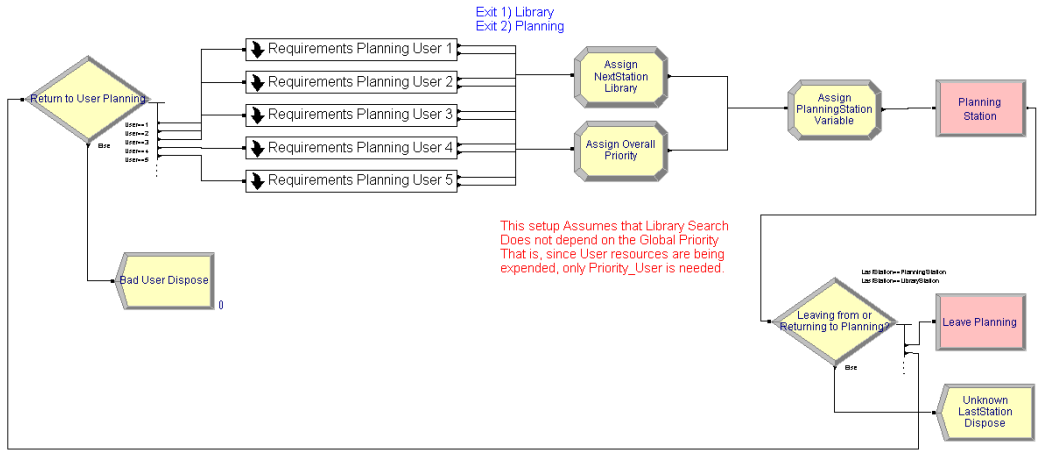 Exit 1) Library
Exit 2) Planning
Return to User Planning
User==1
User==2
User==3
User==4
User==5
Else
Requirements Planning User 1
Requirements Planning User 2
Requirements Planning User 3
Requirements Planning User 4
Requirements Planning User 5
Assign
NextStation
Library
Assign Overall
Priority
Assign
PlanningStation
Variable
Planning
Station
This setup Assumes that Library Search
Does not depend on the Global Priority
That is, since User resources are being
expended, only Priority_User is needed.
Bad User Dispose
0
LastStation== PlanningStation
LastStation== LibraryStation
Leaving from or
Returning to Planning?
Else
Leave Planning
Unknown
LastStation
Dispose